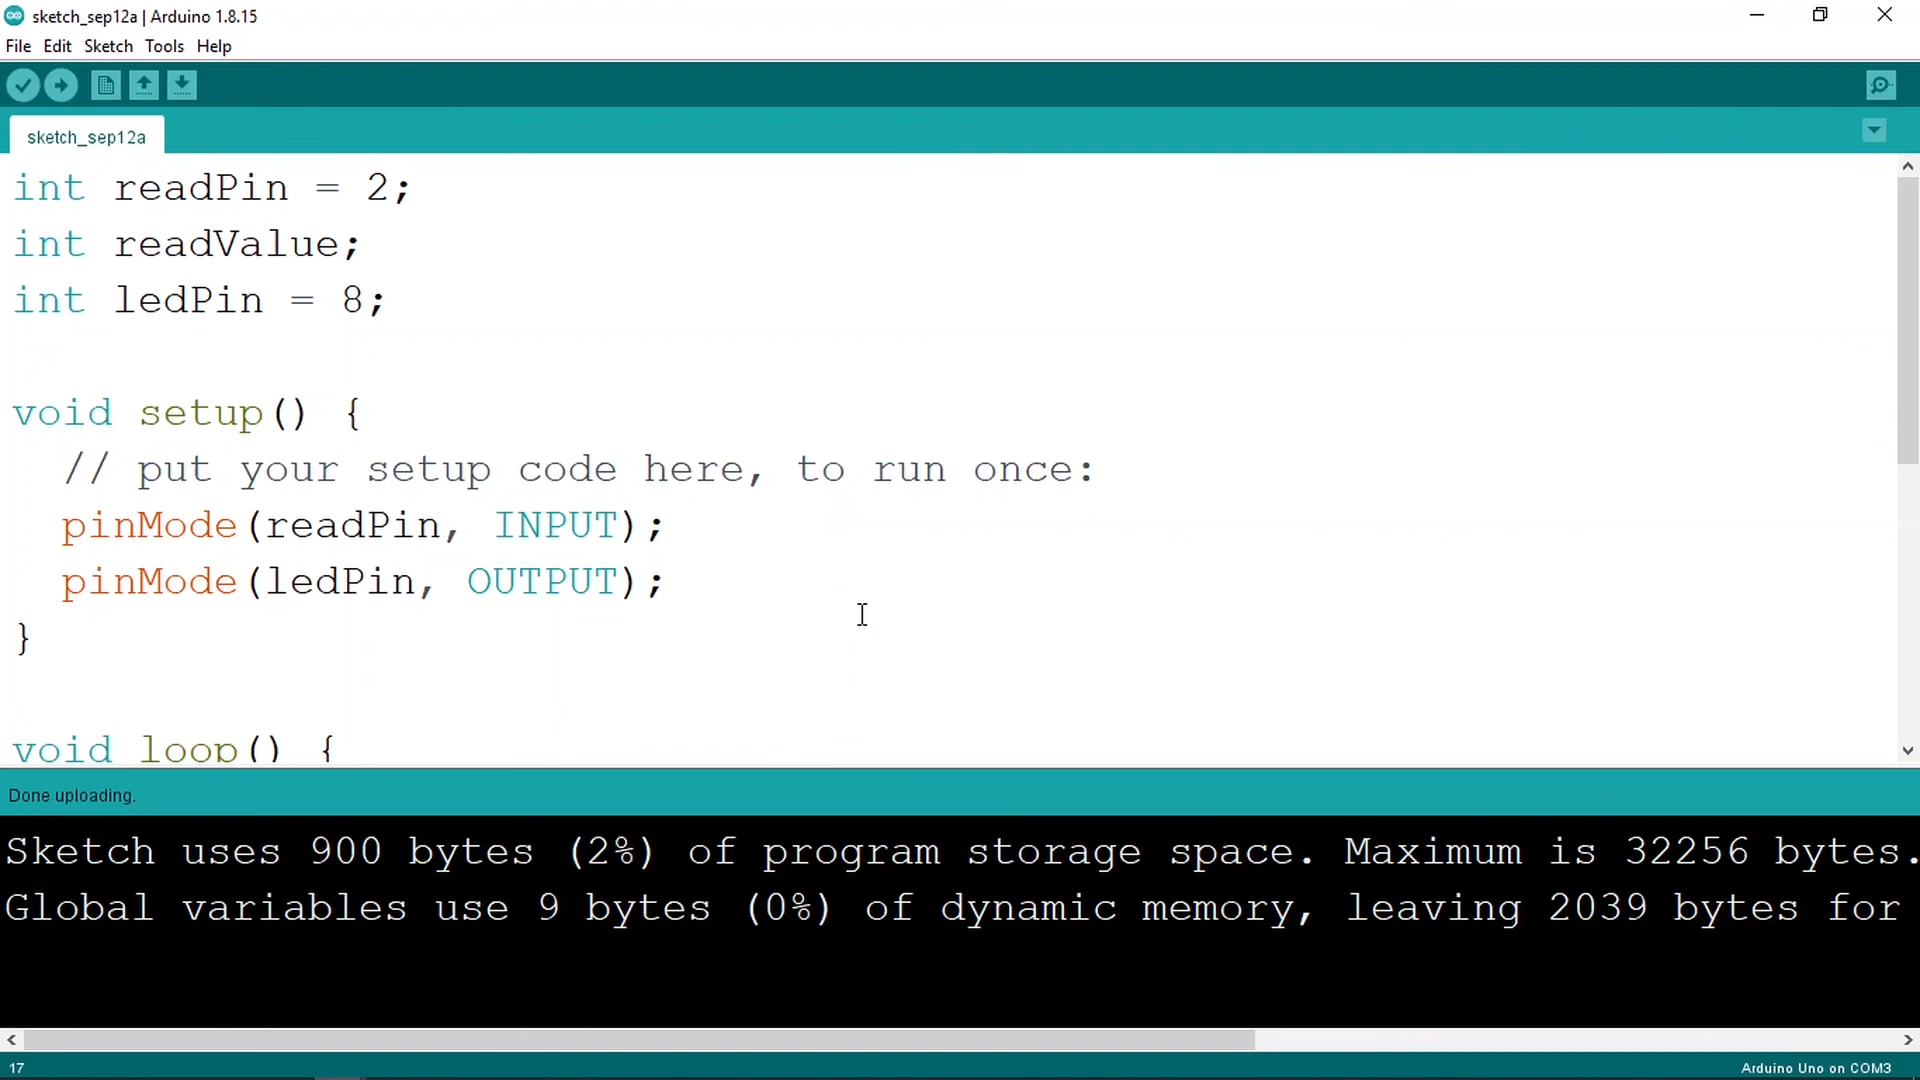 sketch_sep12a | Arduino 1.8.15
File Edit Sketch Tools Help
sketch_sep12a
int readPin = 2;
int readValue;
int ledPin = 8;
void setup() {
// put your setup code here, to run once:
pinMode(readPin, INPUT);
pinMode(ledPin, OUTPUT);
}
void loop() {
Done uploading.
Sketch uses 900 bytes (2%) of program storage space. Maximum is 32256 bytes.
Global variables use 9 bytes (0%) of dynamic memory, leaving 2039 bytes for
17
Arduino Uno on COM3